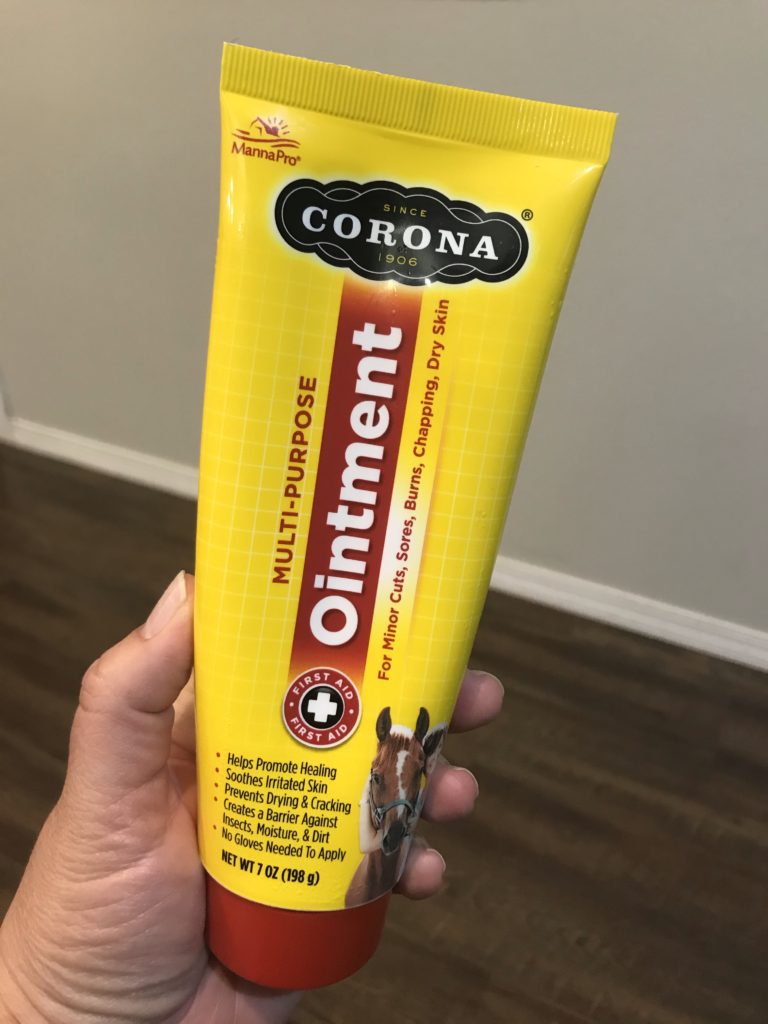 MannaPro®
SINCE
CORONA®
1906
MULTI-PURPOSE
Ointment
For Minor Cuts, Sores, Burns, Chapping, Dry Skin
FIRST AID
FIRST AID
• Helps Promote Healing
• Soothes Irritated Skin
• Prevents Drying & Cracking
• Creates a Barrier Against
Insects, Moisture, & Dirt
• No Gloves Needed To Apply
NET WT 7 OZ (198 g)